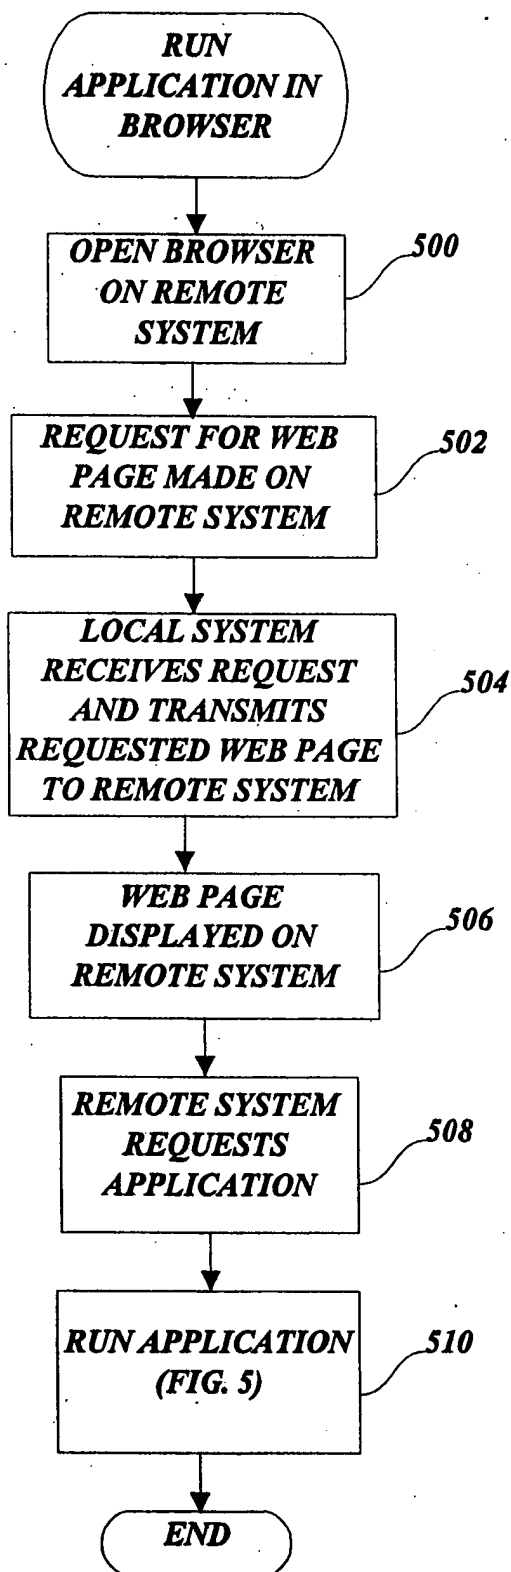 RUN
APPLICATION IN
BROWSER
OPEN BROWSER
ON REMOTE
SYSTEM
500
REQUEST FOR WEB
PAGE MADE ON
REMOTE SYSTEM
502
LOCAL SYSTEM
RECEIVES REQUEST
AND TRANSMITS
REQUESTED WEB PAGE
TO REMOTE SYSTEM
504
WEB PAGE
DISPLAYED ON
REMOTE SYSTEM
506
REMOTE SYSTEM
REQUESTS
APPLICATION
508
RUN APPLICATION
(FIG. 5)
510
END